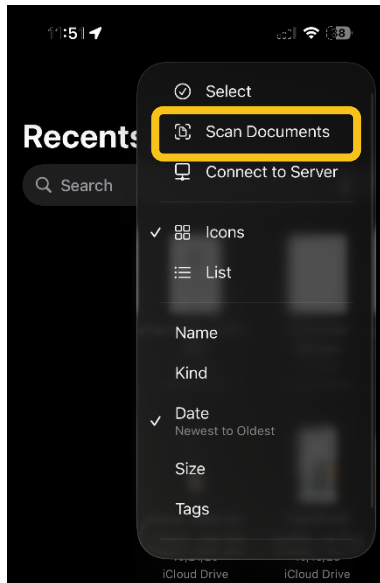 Select
Recents
Scan Documents
Search
Connect to Server
Icons
List
Name
Kind
Date
Newest to Oldest
Size
Tags
iCloud Drive
iCloud Drive